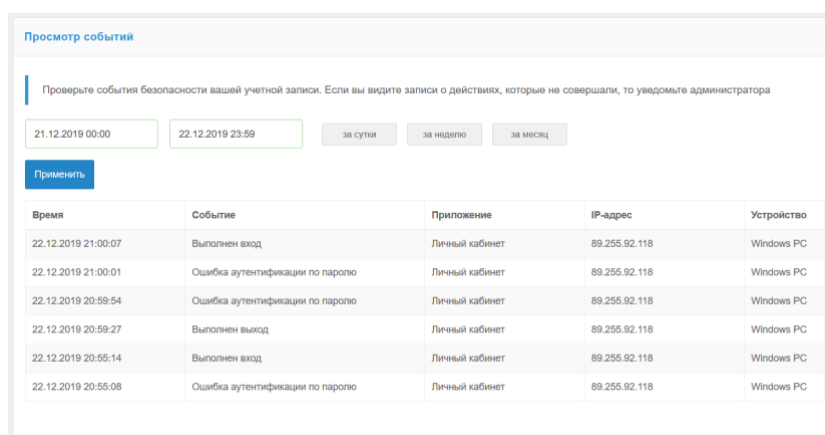 Просмотр событий
Проверьте события безопасности вашей учетной записи. Если вы видите записи о действиях, которые не совершали, то уведомьте администратора
21.12.2019 00:00 22.12.2019 23:59 за сутки за неделю за месяц
Применить
Время Событие Приложение IP-адрес Устройство
22.12.2019 21:00:07 Выполнен вход Личный кабинет 89.255.92.118 Windows PC
22.12.2019 21:00:01 Ошибка аутентификации по паролю Личный кабинет 89.255.92.118 Windows PC
22.12.2019 20:59:54 Ошибка аутентификации по паролю Личный кабинет 89.255.92.118 Windows PC
22.12.2019 20:59:27 Выполнен выход Личный кабинет 89.255.92.118 Windows PC
22.12.2019 20:55:14 Выполнен вход Личный кабинет 89.255.92.118 Windows PC
22.12.2019 20:55:08 Ошибка аутентификации по паролю Личный кабинет 89.255.92.118 Windows PC